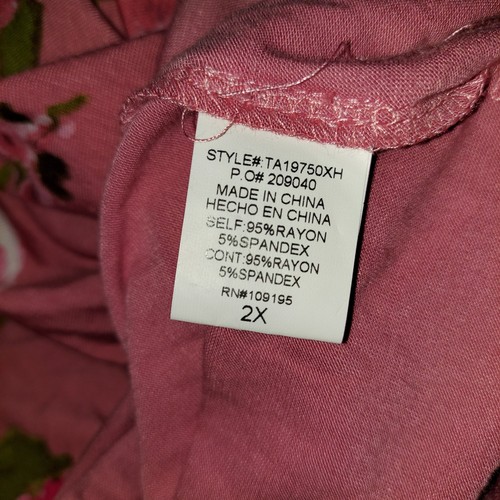 STYLE#:TA19750XH
P.O# 209040
MADE IN CHINA
HECHO EN CHINA
SELF:95%RAYON
5%SPANDEX
CONT:95%RAYON
5%SPANDEX
RN#109195
2X